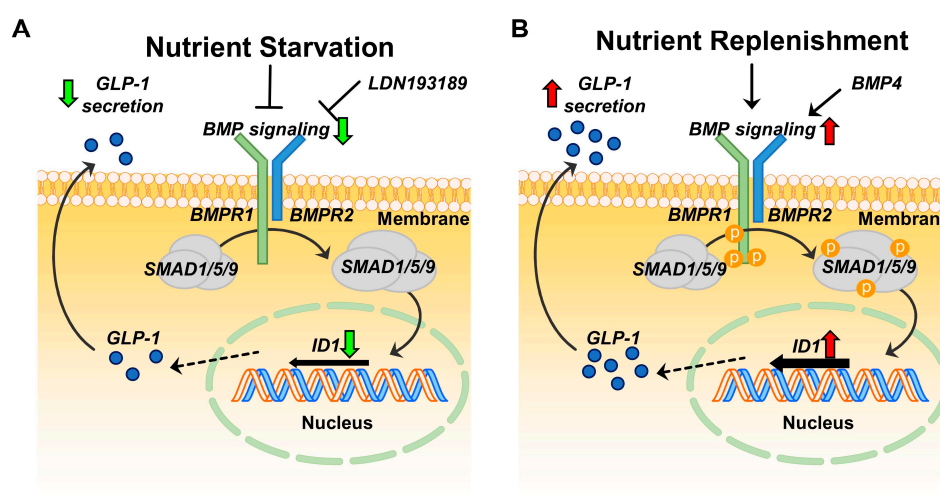 A
Nutrient Starvation
GLP-1
secretion
LDN193189
BMP signaling
BMPR1
BMPR2
Membrane
SMAD1/5/9
SMAD1/5/9
GLP-1
ID1
Nucleus
B
Nutrient Replenishment
GLP-1
secretion
BMP4
BMP signaling
BMPR1
BMPR2
Membran
p
p
p
SMAD1/5/9
p
p
SMAD1/5/9
p
GLP-1
ID1
Nucleus